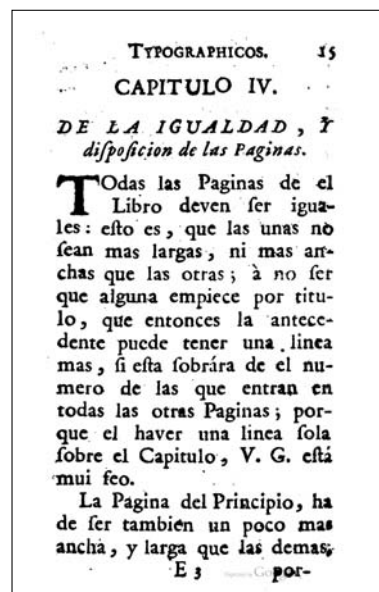 TYPOGRAPHICOS. 15
CAPITULO IV.
DE LA IGUALDAD, Y
diſpoſicion de las Paginas.
TOdas las Paginas de el
Libro deven ſer igua-
les: eſto es, que las unas no
ſean mas largas, ni mas an-
chas que las otras; à no ſer
que alguna empiece por titu-
lo, que entonces la antece-
dente puede tener una linea
mas, ſi eſta ſobrára de el nu-
mero de las que entran en
todas las otras Paginas; por-
que el haver una linea ſola
ſobre el Capitulo, V. G. eſtá
mui feo.
La Pagina del Principio, ha
de ſer también un poco mas
ancha, y larga que las demas;
E 3 por-